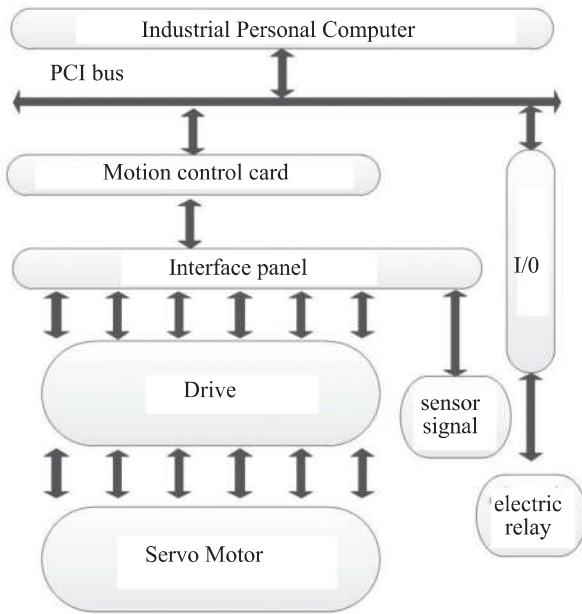 Industrial Personal Computer
PCI bus
Motion control card
Interface panel
I/0
Drive
sensor
signal
electric
relay
Servo Motor